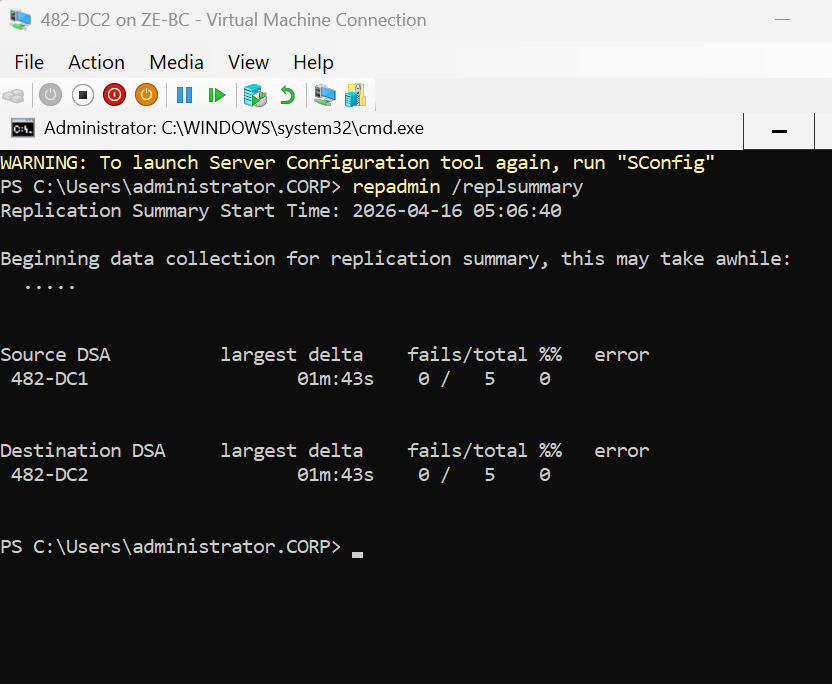 482-DC2 on ZE-BC - Virtual Machine Connection
File Action Media View Help
Administrator: C:\WINDOWS\system32\cmd.exe
WARNING: To launch Server Configuration tool again, run "SConfig"
PS C:\Users\administrator.CORP> repadmin /replsummary
Replication Summary Start Time: 2026-04-16 05:06:40
Beginning data collection for replication summary, this may take awhile:
.....
Source DSA largest delta fails/total %% error
482-DC1 01m:43s 0 / 5 0
Destination DSA largest delta fails/total %% error
482-DC2 01m:43s 0 / 5 0
PS C:\Users\administrator.CORP>